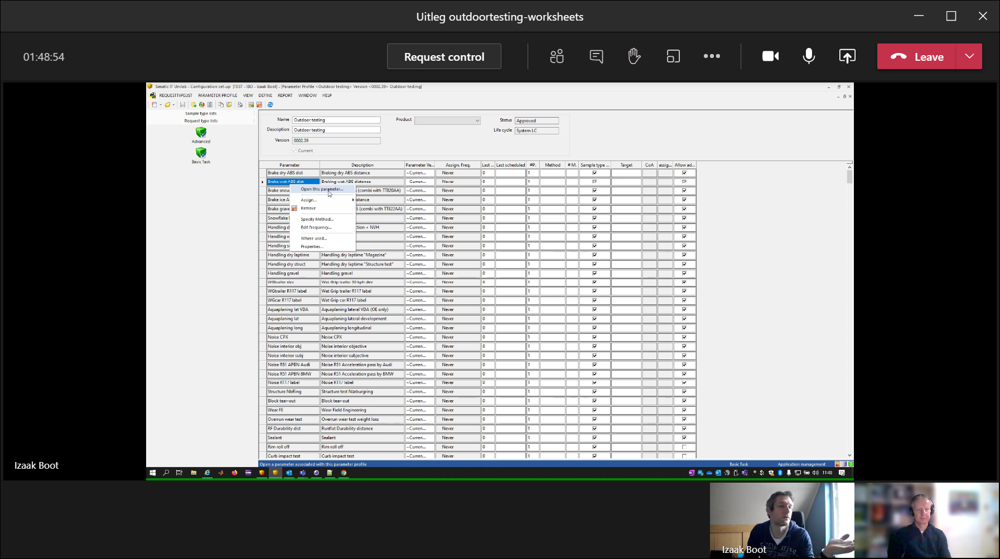 Uitleg outdoortesting-worksheets
01:48:54
Request control
Leave
Simatic IT Unilab - Configuration set-up [TEST - IBO - Izaak Boot] - [Parameter Profile <Outdoor testing> Version <0002.39> Outdoor testing]
REQUESTTYPELIST PARAMETER PROFILE VIEW DEFINE REPORT WINDOW HELP
Sample type lists
Request type lists
Advanced
Basic Task
Name Outdoor testing Product Status Approved
Description Outdoor testing Life cycle System LC
Version 0002.39
Current
Parameter Description Parameter Ve... Assign. Freq. Last ... Last scheduled #P. Method # M. Sample type ... Target CoA assig... Allow ad...
Brake dry ABS dist Braking dry ABS distance ~Curren... Never 0 1
Brake wet ABS dist Braking wet ABS distance ~Curren... Never 0 1
Brake snow S (combi with TT820AA) ~Curren... Never 0 1
Brake ice A istance ~Curren... Never 0 1
Brake grave S (combi with TT822AA) ~Curren... Never 0 1
Snowflake ~Curren... Never 0 1
Handling d ction + NVH ~Curren... Never 0 1
Handling w ~Curren... Never 0 1
Handling s ~Curren... Never 0 1
Open this parameter...
Assign...
Remove
Specify Method...
Edit frequency...
Where used...
Properties...
Handling dry laptime Handling dry laptime "Magazine" ~Curren... Never 0 1
Handling dry struct Handling dry laptime "Structure test" ~Curren... Never 0 1
Handling gravel Handling gravel ~Curren... Never 0 1
WGtrailer dev Wet Grip trailer 30 kph dev ~Curren... Never 0 1
WGtrailer R117 label Wet Grip trailer R117 label ~Curren... Never 0 1
WGcar R117 label Wet Grip car R117 label ~Curren... Never 0 1
Aquaplaning lat VDA Aquaplaning lateral VDA (OE only) ~Curren... Never 0 1
Aquaplaning lat Aquaplaning lateral development ~Curren... Never 0 1
Aquaplaning long Aquaplaning longitudinal ~Curren... Never 0 1
Noise CPX Noise CPX ~Curren... Never 0 1
Noise interior obj Noise interior objective ~Curren... Never 0 1
Noise interior subj Noise interior subjective ~Curren... Never 0 1
Noise R51 APBN Audi Noise R51 Acceleration pass by Audi ~Curren... Never 0 1
Noise R51 APBN BMW Noise R51 Acceleration pass by BMW ~Curren... Never 0 1
Noise R117 label Noise R117 label ~Curren... Never 0 1
Structure NbRing Structure test Nürburgring ~Curren... Never 0 1
Block tear-out Block tear-out ~Curren... Never 0 1
Wear FE Wear Field Engineering ~Curren... Never 0 1
Overrun wear test Overrun wear test weight loss ~Curren... Never 0 1
RF Durability dist Runflat Durability distance ~Curren... Never 0 1
Sealant Sealant ~Curren... Never 0 1
Rim roll off Rim roll off ~Curren... Never 0 1
Curb impact test Curb impact test ~Curren... Never 0 1
Open a parameter associated with this parameter profile Basic Task Application management
Izaak Boot
11:48
Izaak Boot